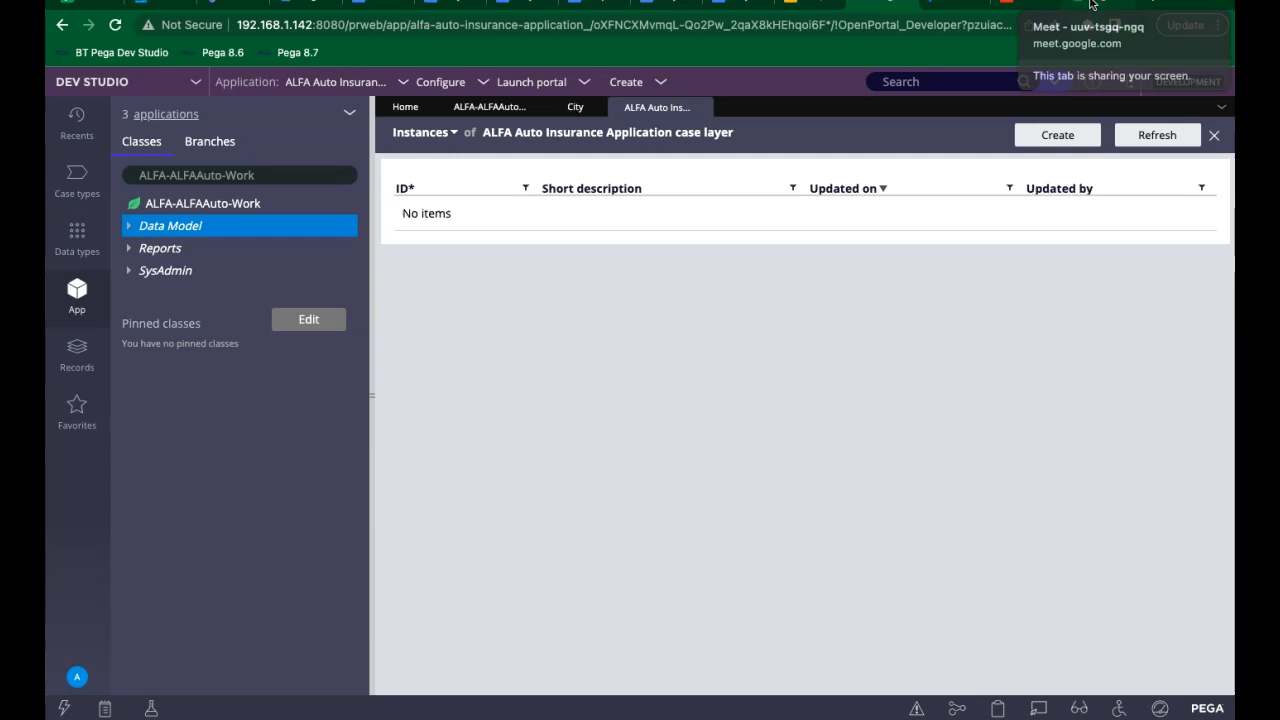 Not Secure
192.168.1.142:8080/prweb/app/alfa-auto-insurance-application_/oXFNCXMvmqL-Qo2Pw_2qaX8kHEhqoi6F*/!OpenPortal_Developer?pzuiac...
Update
Meet - uuv-tsgq-ngq
meet.google.com
This tab is sharing your screen.
BT Pega Dev Studio
Pega 8.6
Pega 8.7
DEV STUDIO
Application: ALFA Auto Insuran...
Configure
Launch portal
Create
Search
DEVELOPMENT
Recents
Case types
Data types
App
Records
Favorites
A
3 applications
Classes
Branches
ALFA-ALFAAuto-Work
ALFA-ALFAAuto-Work
Data Model
Reports
SysAdmin
Pinned classes
Edit
You have no pinned classes
Home
ALFA-ALFAAuto...
City
ALFA Auto Ins...
Instances of ALFA Auto Insurance Application case layer
Create
Refresh
ID*
Short description
Updated on
Updated by
No items
PEGA